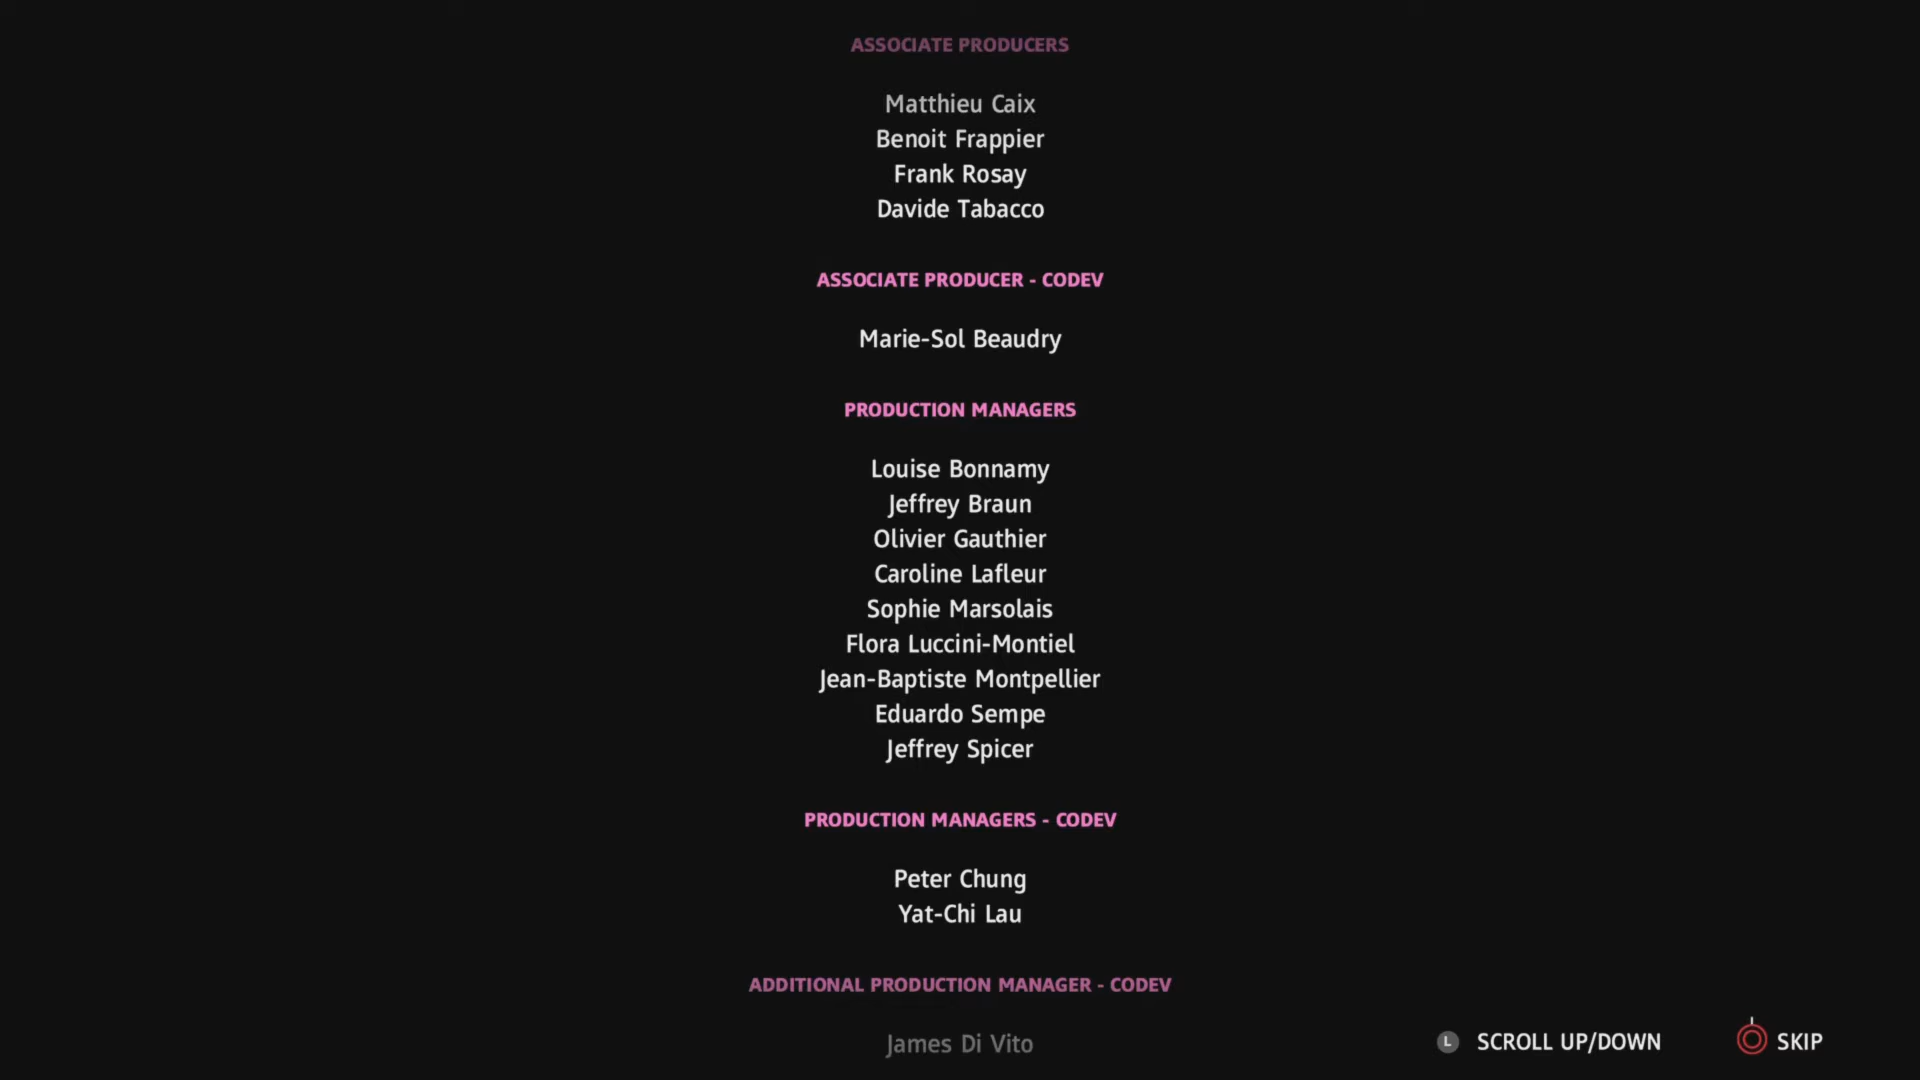 ASSOCIATE PRODUCERS
Matthieu Caix
Benoit Frappier
Frank Rosay
Davide Tabacco
ASSOCIATE PRODUCER - CODEV
Marie-Sol Beaudry
PRODUCTION MANAGERS
Louise Bonnamy
Jeffrey Braun
Olivier Gauthier
Caroline Lafleur
Sophie Marsolais
Flora Luccini-Montiel
Jean-Baptiste Montpellier
Eduardo Sempe
Jeffrey Spicer
PRODUCTION MANAGERS - CODEV
Peter Chung
Yat-Chi Lau
ADDITIONAL PRODUCTION MANAGER - CODEV
James Di Vito
L SCROLL UP/DOWN SKIP